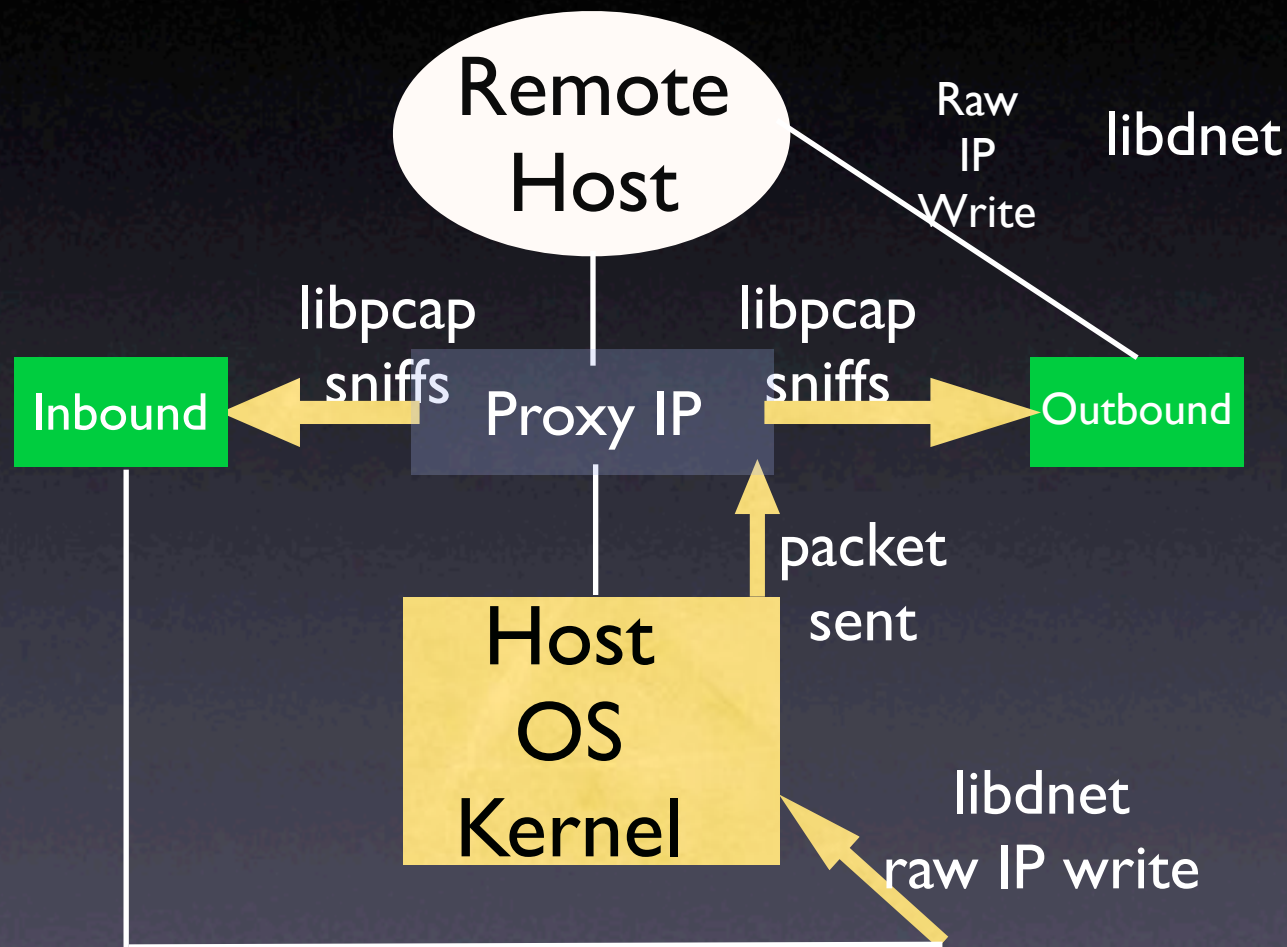 Remote
Host
Raw
IP
Write
libdnet
libpcap
sniffs
libpcap
sniffs
Inbound
Proxy IP
Outbound
packet
sent
Host
OS
Kernel
libdnet
raw IP write